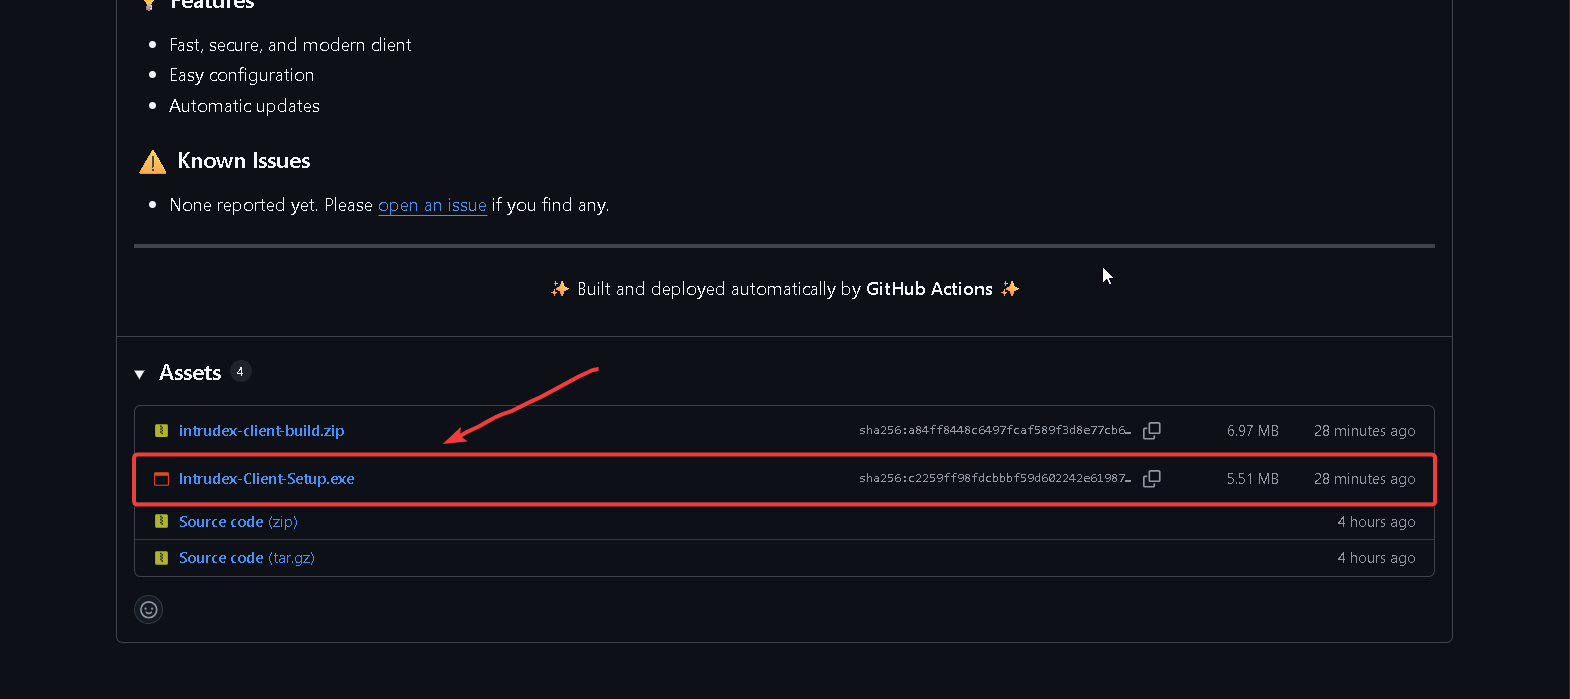 Features
Fast, secure, and modern client
Easy configuration
Automatic updates
Known Issues
None reported yet. Please open an issue if you find any.
Built and deployed automatically by GitHub Actions
Assets 4
intrudex-client-build.zip sha256:a84ff8448c6497fcaf589f3d8e77cb6… 6.97 MB 28 minutes ago
Intrudex-Client-Setup.exe sha256:c2259ff98fdcbbbf59d602242e61987… 5.51 MB 28 minutes ago
Source code (zip) 4 hours ago
Source code (tar.gz) 4 hours ago